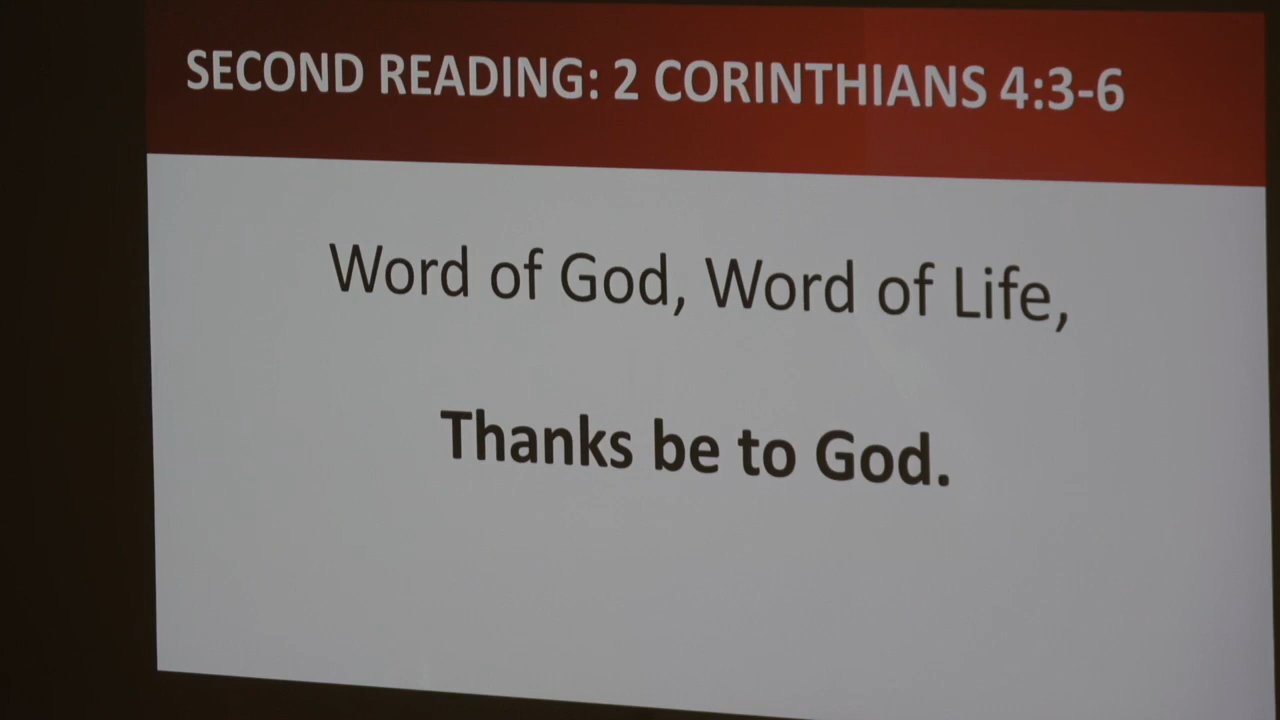 SECOND READING: 2 CORINTHIANS 4:3-6
Word of God, Word of Life,
Thanks be to God.